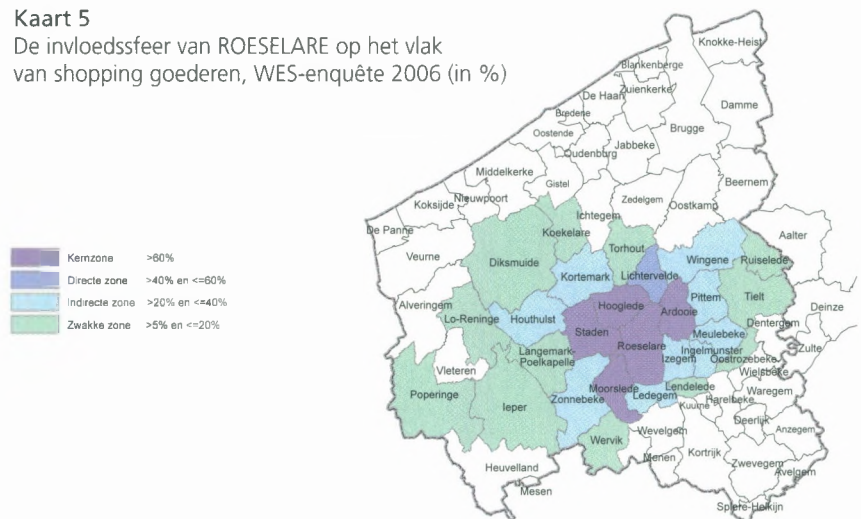 Kaart 5
De invloedssfeer van ROESELARE op het vlak
van shopping goederen, WES-enquête 2006 (in %)
Kernzone >60%
Directe zone >40% en <=60%
Indirecte zone >20% en <=40%
Zwakke zone >5% en <=20%
Knokke-Heist
Blankenberge
Zuienkerke
De Haan
Damme
Bredene
Brugge
Oostende
Jabbeke
Oudenburg
Middelkerke
Gistel
Beernem
Zedelgem
Nieuwpoort
Koksijde
Oostkamp
Ichtegem
De Panne
Koekelare
Aalter
Torhout
Veurne
Diksmuide
Wingene
Ruiselede
Kortemark
Lichtervelde
Pittem
Tielt
Alveringem
Hooglede
Ardooie
Deinze
Lo-Reninge
Houthulst
Dentergem
Staden
Meulebeke
Roeselare
Zulte
Langemark-
Poelkapelle
Izegem
Ingelmunster
Oostrozebeke
Vleteren
Wielsbeke
Moorslede
Lendelede
Waregem
Poperinge
Zonnebeke
Ledegem
Harelbeke
Ieper
Kuurne
Deerlijk
Wevelgem
Anzegem
Wervik
Kortrijk
Menen
Zwevegem
Heuvelland
Avelgem
Mesen
Spiere-Helkijn